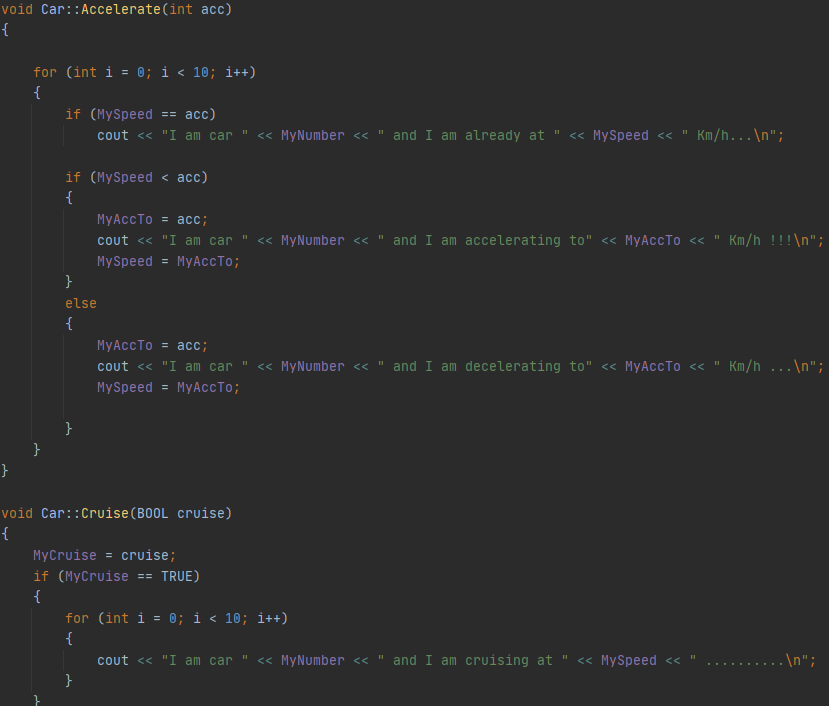 void Car::Accelerate(int acc)
{

    for (int i = 0; i < 10; i++)
    {
        if (MySpeed == acc)
            cout << "I am car " << MyNumber << " and I am already at " << MySpeed << " Km/h...\n";

        if (MySpeed < acc)
        {
            MyAccTo = acc;
            cout << "I am car " << MyNumber << " and I am accelerating to" << MyAccTo << " Km/h !!!\n";
            MySpeed = MyAccTo;
        }
        else
        {
            MyAccTo = acc;
            cout << "I am car " << MyNumber << " and I am decelerating to" << MyAccTo << " Km/h ...\n";
            MySpeed = MyAccTo;

        }
    }
}

void Car::Cruise(BOOL cruise)
{
    MyCruise = cruise;
    if (MyCruise == TRUE)
    {
        for (int i = 0; i < 10; i++)
        {
            cout << "I am car " << MyNumber << " and I am cruising at " << MySpeed << " ..........\n";
        }
    }